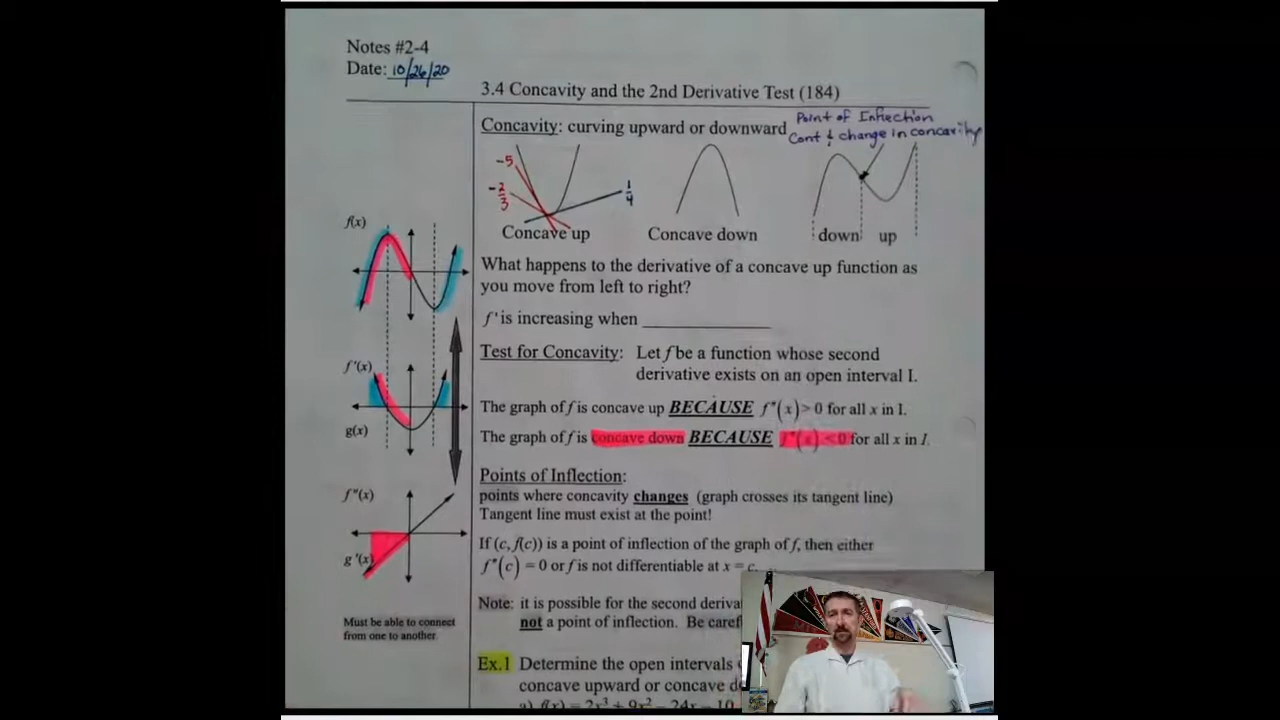 Notes #2-4
Date: 10/26/20
3.4 Concavity and the 2nd Derivative Test (184)
Concavity: curving upward or downward
Point of Inflection
Cont & change in concavity
-5
-2/3
1/4
Concave up
Concave down
down
up
f(x)
What happens to the derivative of a concave up function as
you move from left to right?
f' is increasing when ____________
Test for Concavity: Let f be a function whose second
derivative exists on an open interval I.
f'(x)
The graph of f is concave up BECAUSE f"(x) > 0 for all x in I.
g(x)
The graph of f is concave down BECAUSE f"(x) < 0 for all x in I.
Points of Inflection:
f"(x)
points where concavity changes (graph crosses its tangent line)
Tangent line must exist at the point!
If (c, f(c)) is a point of inflection of the graph of f, then either
g'(x)
f"(c) = 0 or f is not differentiable at x = c.
Note: it is possible for the second deriva
not a point of inflection. Be caref
Must be able to connect
from one to another.
Ex.1 Determine the open intervals
concave upward or concave d
a) f(x) = 2x³ + 9x² - 24x - 10